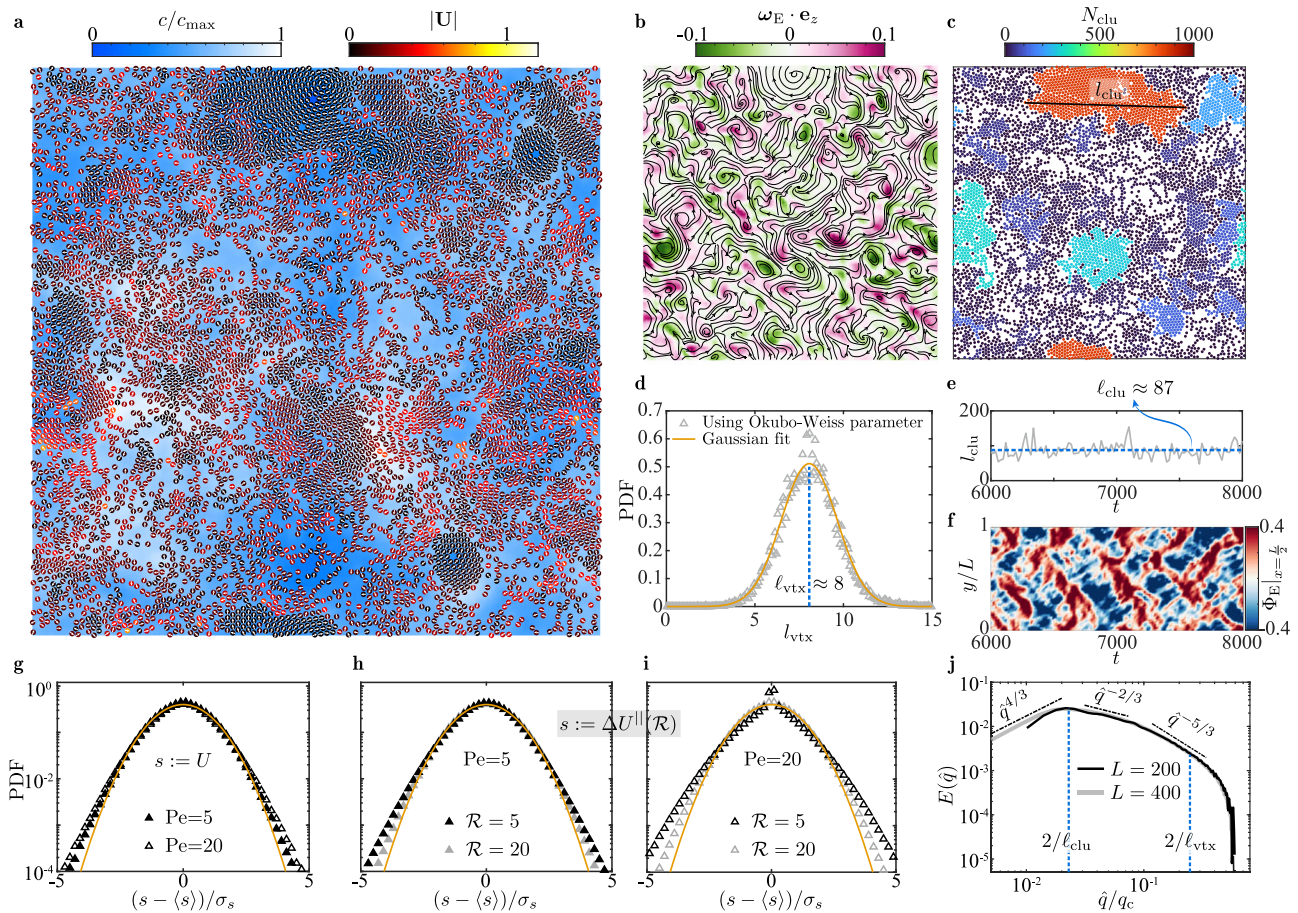 a
c/c_max
0
1
|U|
0
1
b
ω_E · e_z
-0.1
0
0.1
c
N_clu
0
500
1000
l_clu
d
0.7
0.6
0.5
0.4
0.3
0.2
0.1
0
PDF
Using Okubo-Weiss parameter
Gaussian fit
ℓ_vtx ≈ 8
0
5
10
15
l_vtx
e
ℓ_clu ≈ 87
200
100
0
l_clu
6000
7000
8000
t
f
1
0
y/L
6000
7000
8000
t
0.4
-0.4
Φ_E|_{x=L/2}
g
10^0
10^-2
10^-4
PDF
s := U
Pe=5
Pe=20
-5
0
5
(s − ⟨s⟩)/σ_s
h
s := ΔU^||(R)
Pe=5
R = 5
R = 20
-5
0
5
(s − ⟨s⟩)/σ_s
i
Pe=20
R = 5
R = 20
-5
0
5
(s − ⟨s⟩)/σ_s
j
10^-1
10^-2
10^-3
10^-4
10^-5
E(q̂)
q̂^4/3
q̂^−2/3
q̂^−5/3
L = 200
L = 400
2/ℓ_clu
2/ℓ_vtx
10^-2
10^-1
q̂/q_c